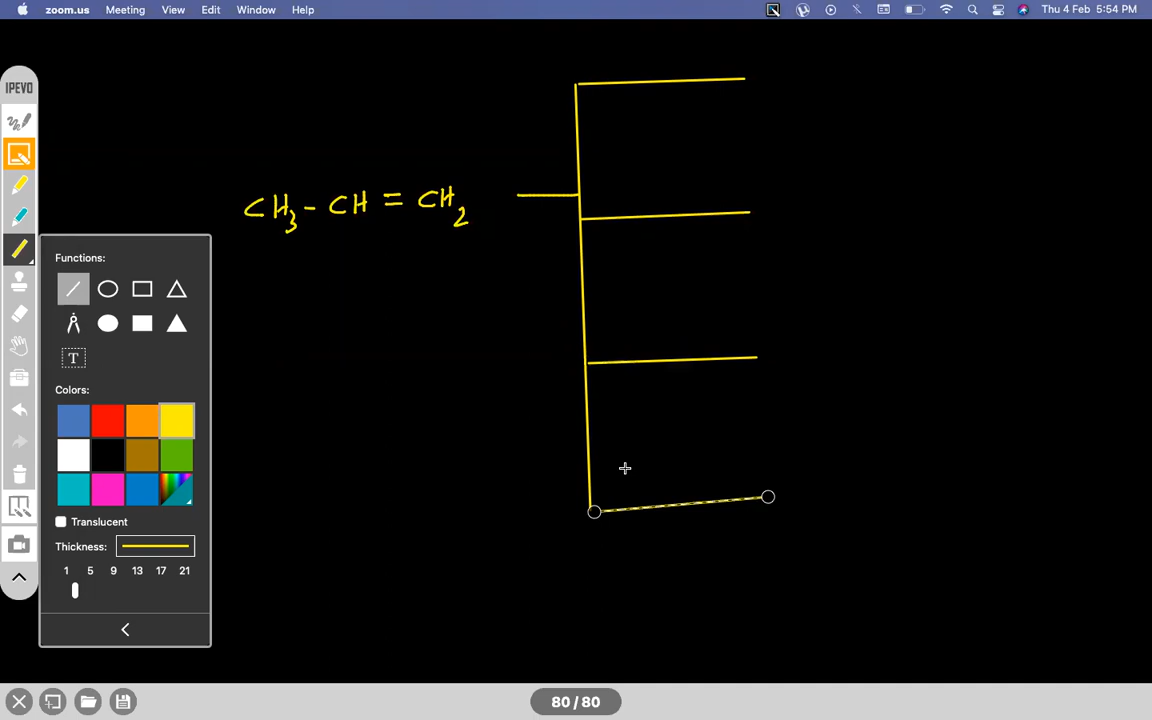 zoom.us Meeting View Edit Window Help Thu 4 Feb 5:54 PM
IPEVO
CH₃ - CH = CH₂
Functions:
T
Colors:
Translucent
Thickness:
1 5 9 13 17 21
80 / 80